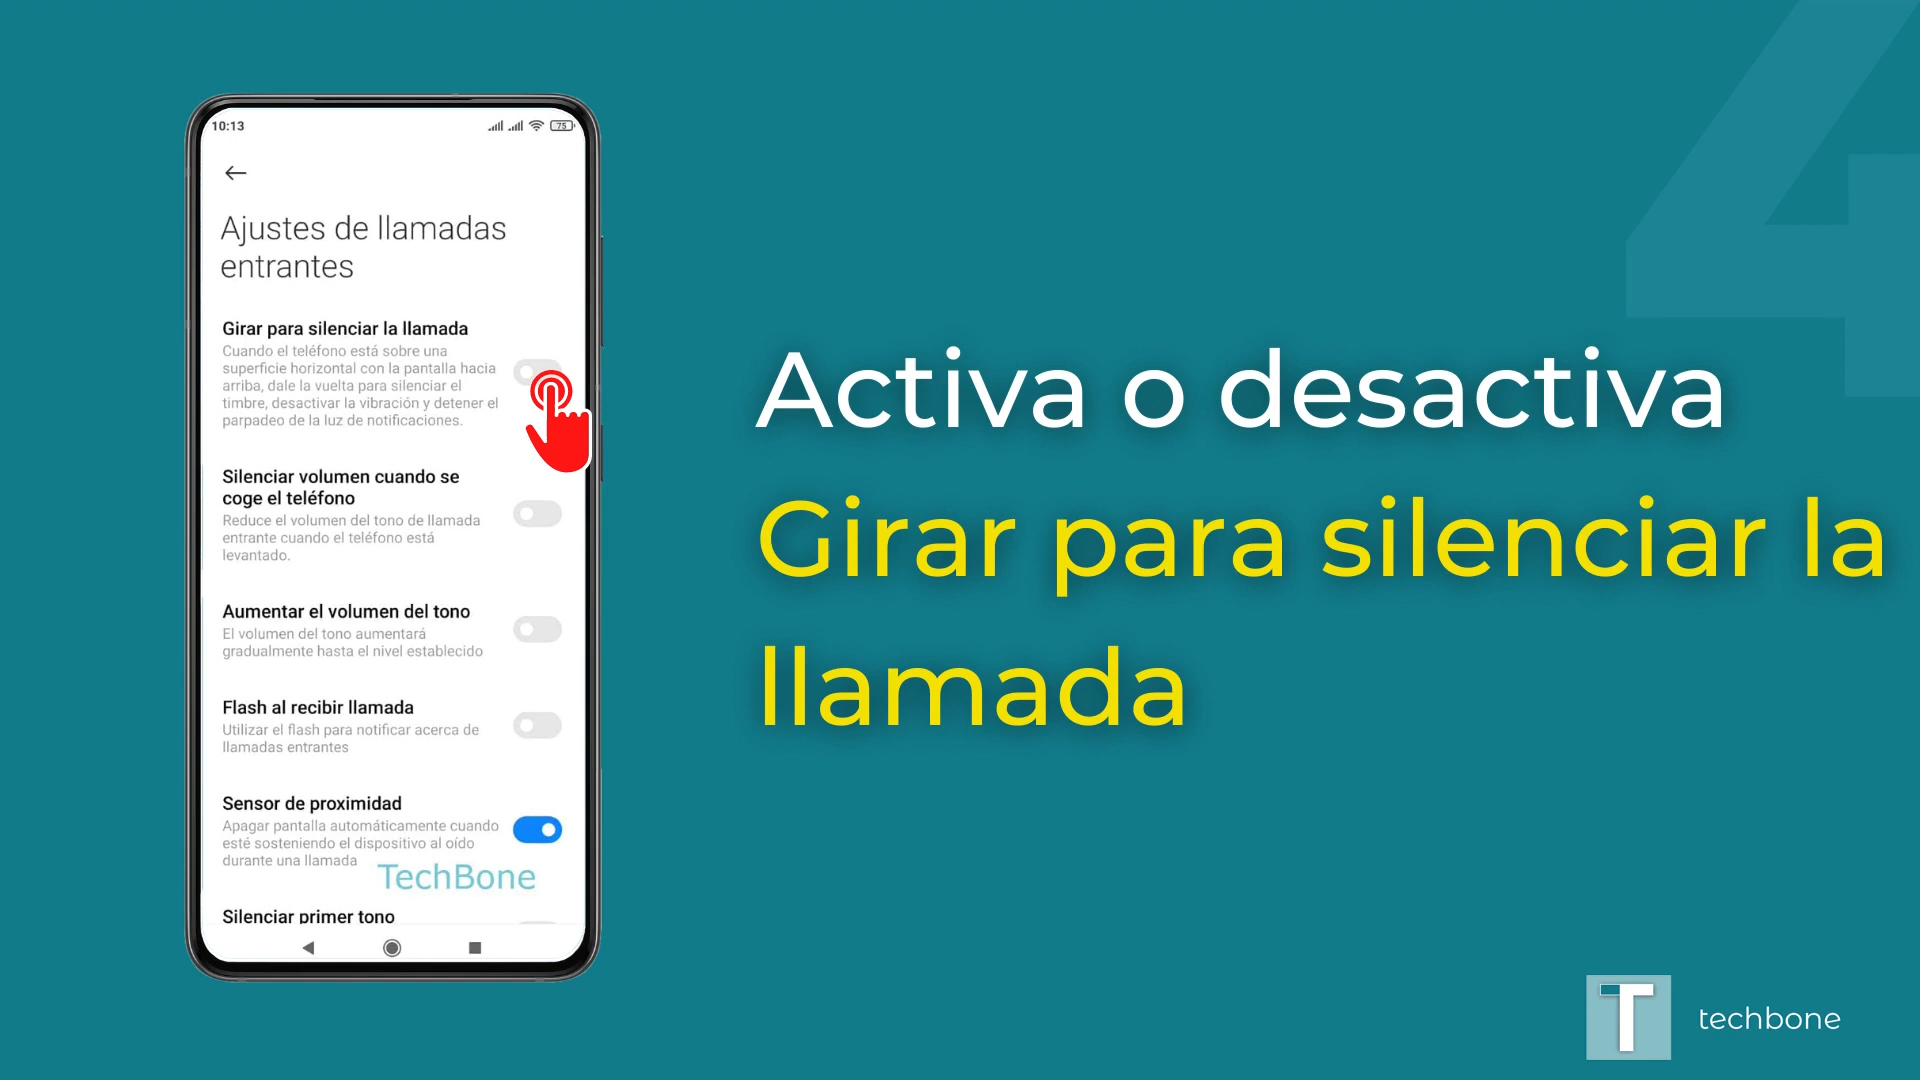 4
10:13
75
Ajustes de llamadas
entrantes
Girar para silenciar la llamada
Cuando el teléfono está sobre una
superficie horizontal con la pantalla hacia
arriba, dale la vuelta para silenciar el
timbre, desactivar la vibración y detener el
parpadeo de la luz de notificaciones.
Silenciar volumen cuando se
coge el teléfono
Reduce el volumen del tono de llamada
entrante cuando el teléfono está
levantado.
Aumentar el volumen del tono
El volumen del tono aumentará
gradualmente hasta el nivel establecido
Flash al recibir llamada
Utilizar el flash para notificar acerca de
llamadas entrantes
Sensor de proximidad
Apagar pantalla automáticamente cuando
esté sosteniendo el dispositivo al oído
durante una llamada
TechBone
Silenciar primer tono
Activa o desactiva
Girar para silenciar la
llamada
T
techbone